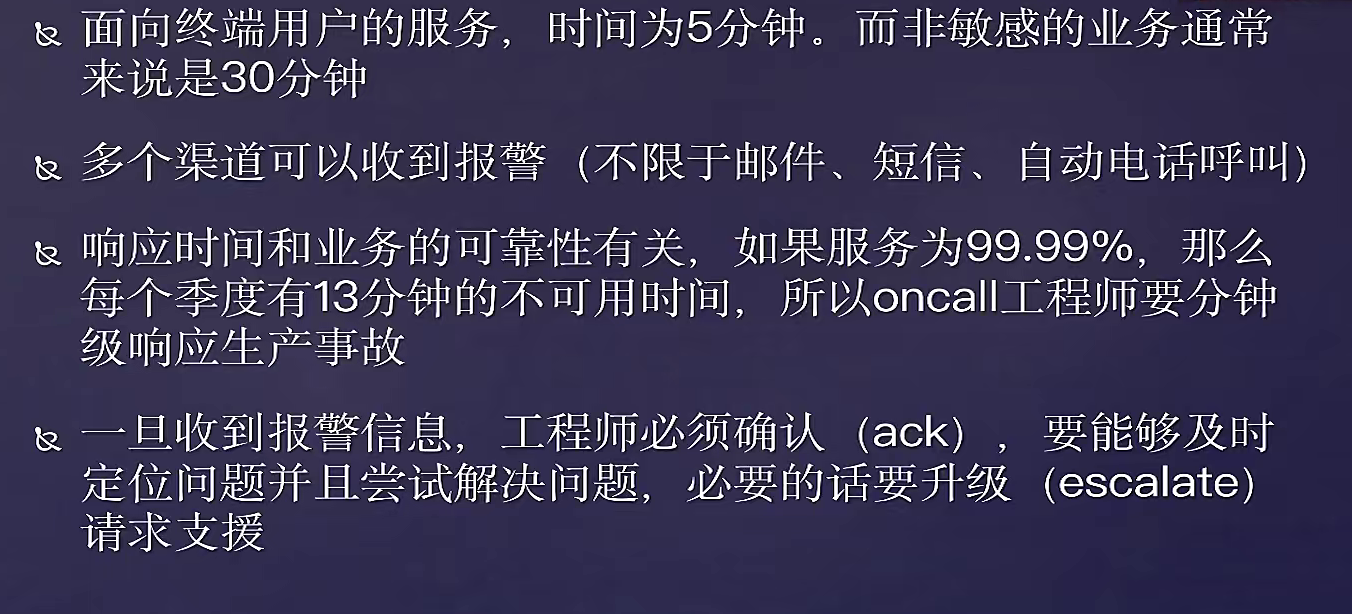 面向终端用户的服务，时间为5分钟。而非敏感的业务通常
来说是30分钟
多个渠道可以收到报警（不限于邮件、短信、自动电话呼叫）
响应时间和业务的可靠性有关，如果服务为99.99%，那么
每个季度有13分钟的不可用时间，所以oncall工程师要分钟
级响应生产事故
一旦收到报警信息，工程师必须确认（ack），要能够及时
定位问题并且尝试解决问题，必要的话要升级（escalate）
请求支援